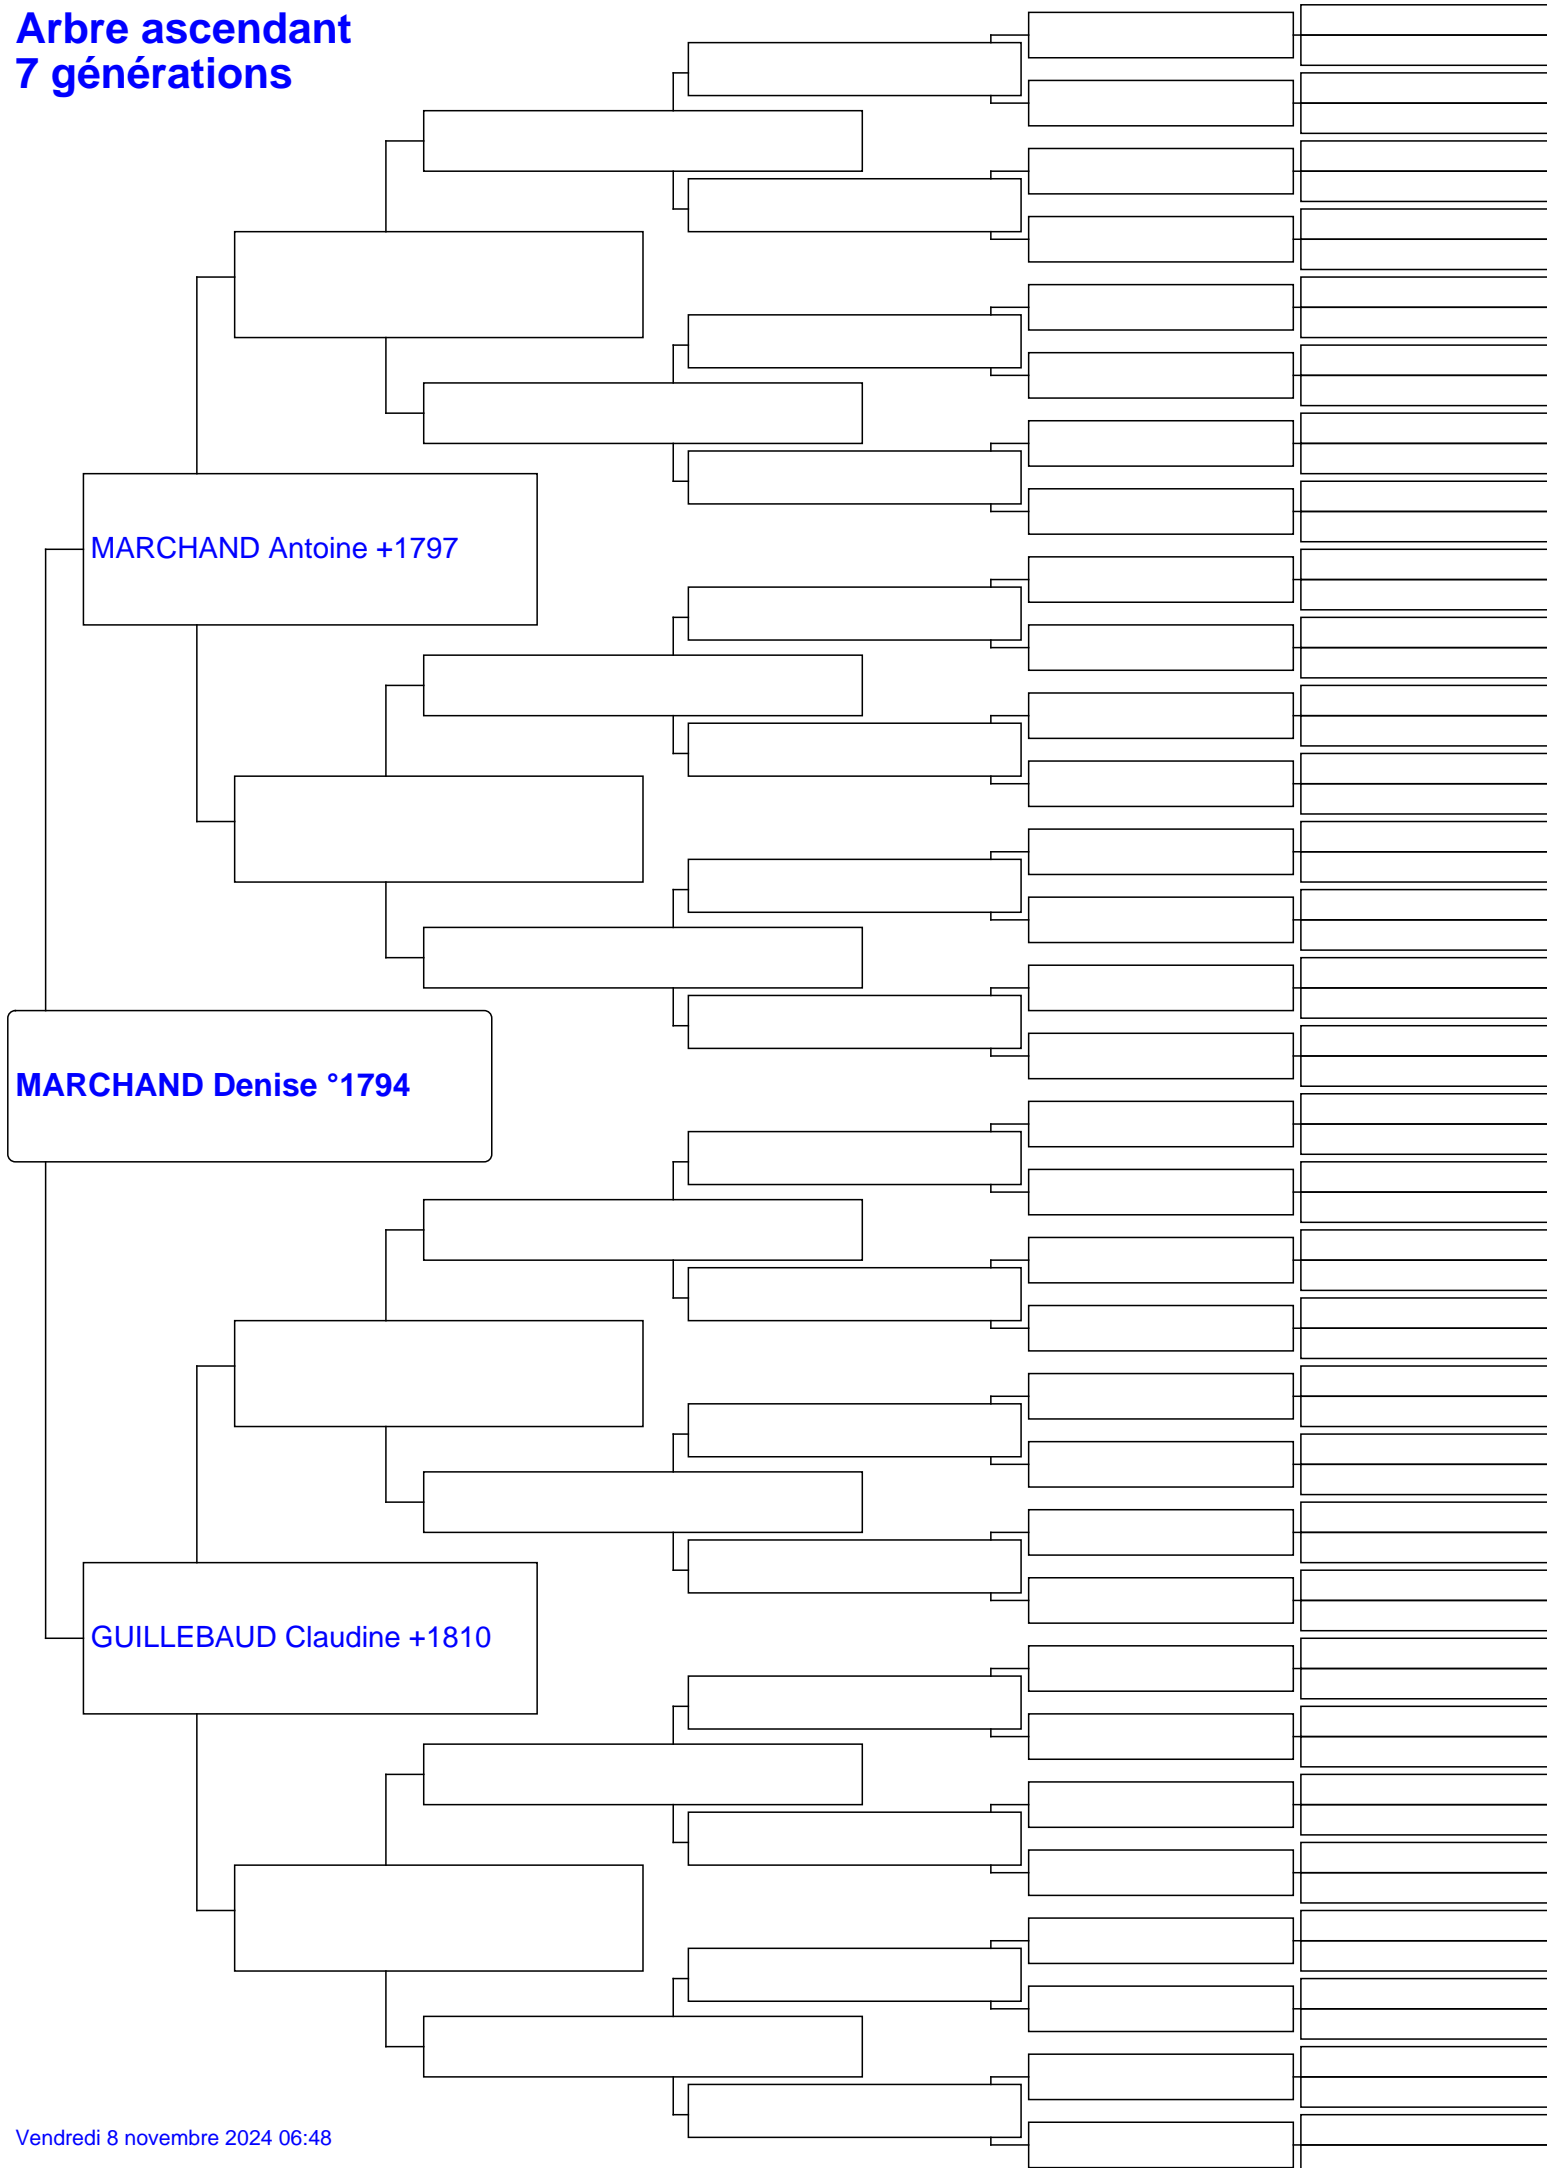 Arbre ascendant
7 générations
MARCHAND Antoine +1797
MARCHAND Denise °1794
GUILLEBAUD Claudine +1810
Vendredi 8 novembre 2024 06:48